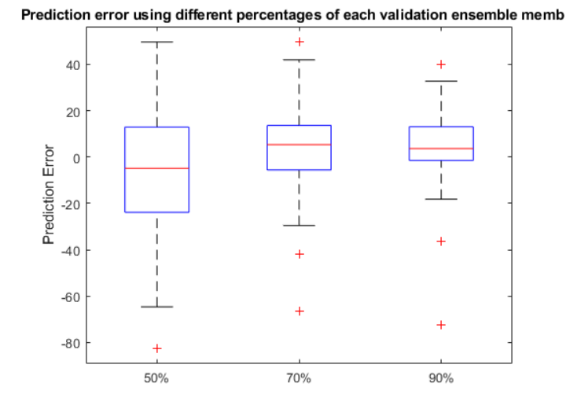 Prediction error using different percentages of each validation ensemble memb
40
20
0
-20
-40
-60
-80
Prediction Error
50% 70% 90%